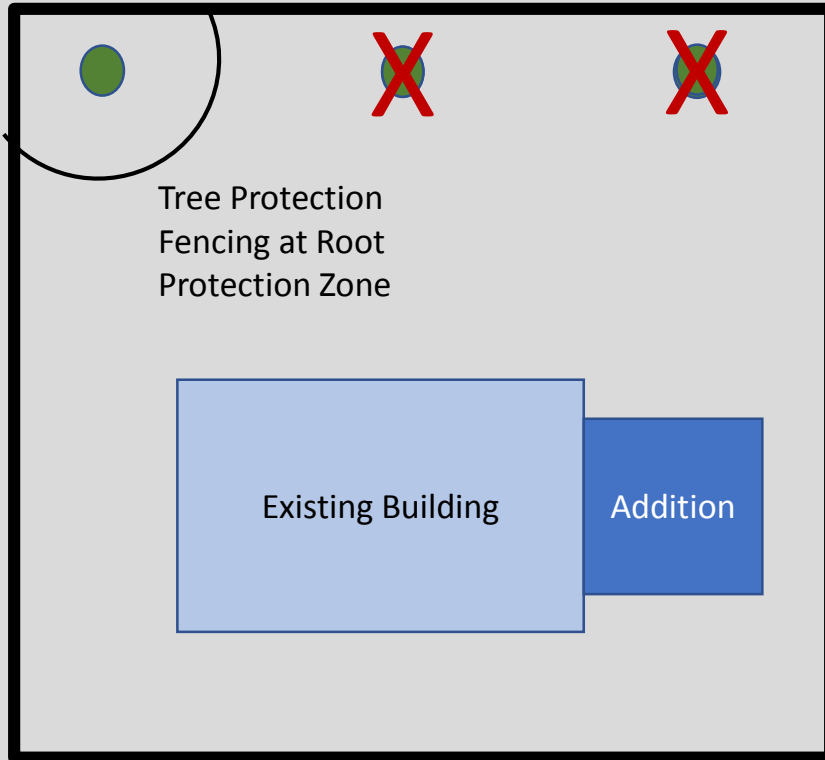 Tree Protection
Fencing at Root
Protection Zone
Existing Building
Addition